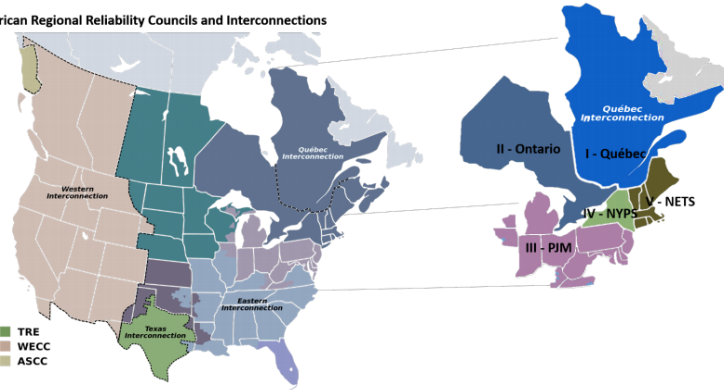 rican Regional Reliability Councils and Interconnections
Québec
Interconnection
Western
Interconnection
Eastern
Interconnection
Texas
Interconnection
TRE
WECC
ASCC
Québec
Interconnection
II - Ontario
I - Québec
V - NETS
IV - NYPS
III - PJM